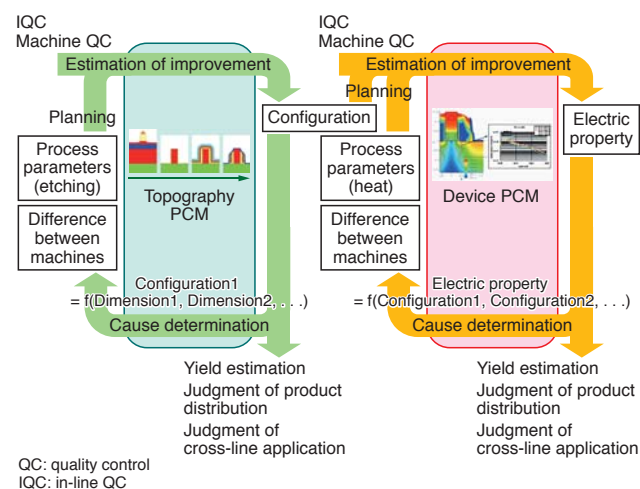 IQC
Machine QC
Estimation of improvement
Planning
Configuration
Process
parameters
(etching)
Topography
PCM
Difference
between
machines
Configuration1
= f(Dimension1, Dimension2, . . .)
Cause determination
Yield estimation
Judgment of product
distribution
Judgment of
cross-line application
IQC
Machine QC
Estimation of improvement
Planning
Electric
property
Process
parameters
(heat)
Device PCM
Difference
between
machines
Electric property
= f(Configuration1, Configuration2, . . .)
Cause determination
Yield estimation
Judgment of product
distribution
Judgment of
cross-line application
QC: quality control
IQC: in-line QC